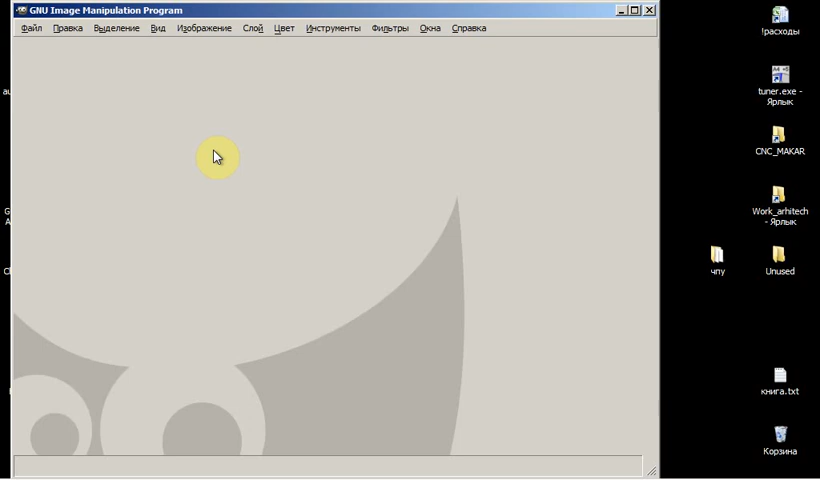 GNU Image Manipulation Program
Файл Правка Выделение Вид Изображение Слой Цвет Инструменты Фильтры Окна Справка
!расходы
A4
tuner.exe -
Ярлык
CNC_MAKAR
Work_arhitech
- Ярлык
чпу
Unused
книга.txt
Корзина